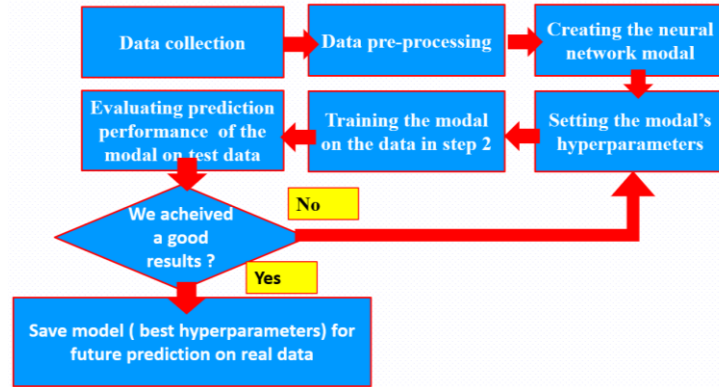 Data collection
Data pre-processing
Creating the neural
network modal
Setting the modal's
hyperparameters
Training the modal
on the data in step 2
Evaluating prediction
performance of the
modal on test data
We acheived
a good
results ?
No
Yes
Save model ( best hyperparameters) for
future prediction on real data